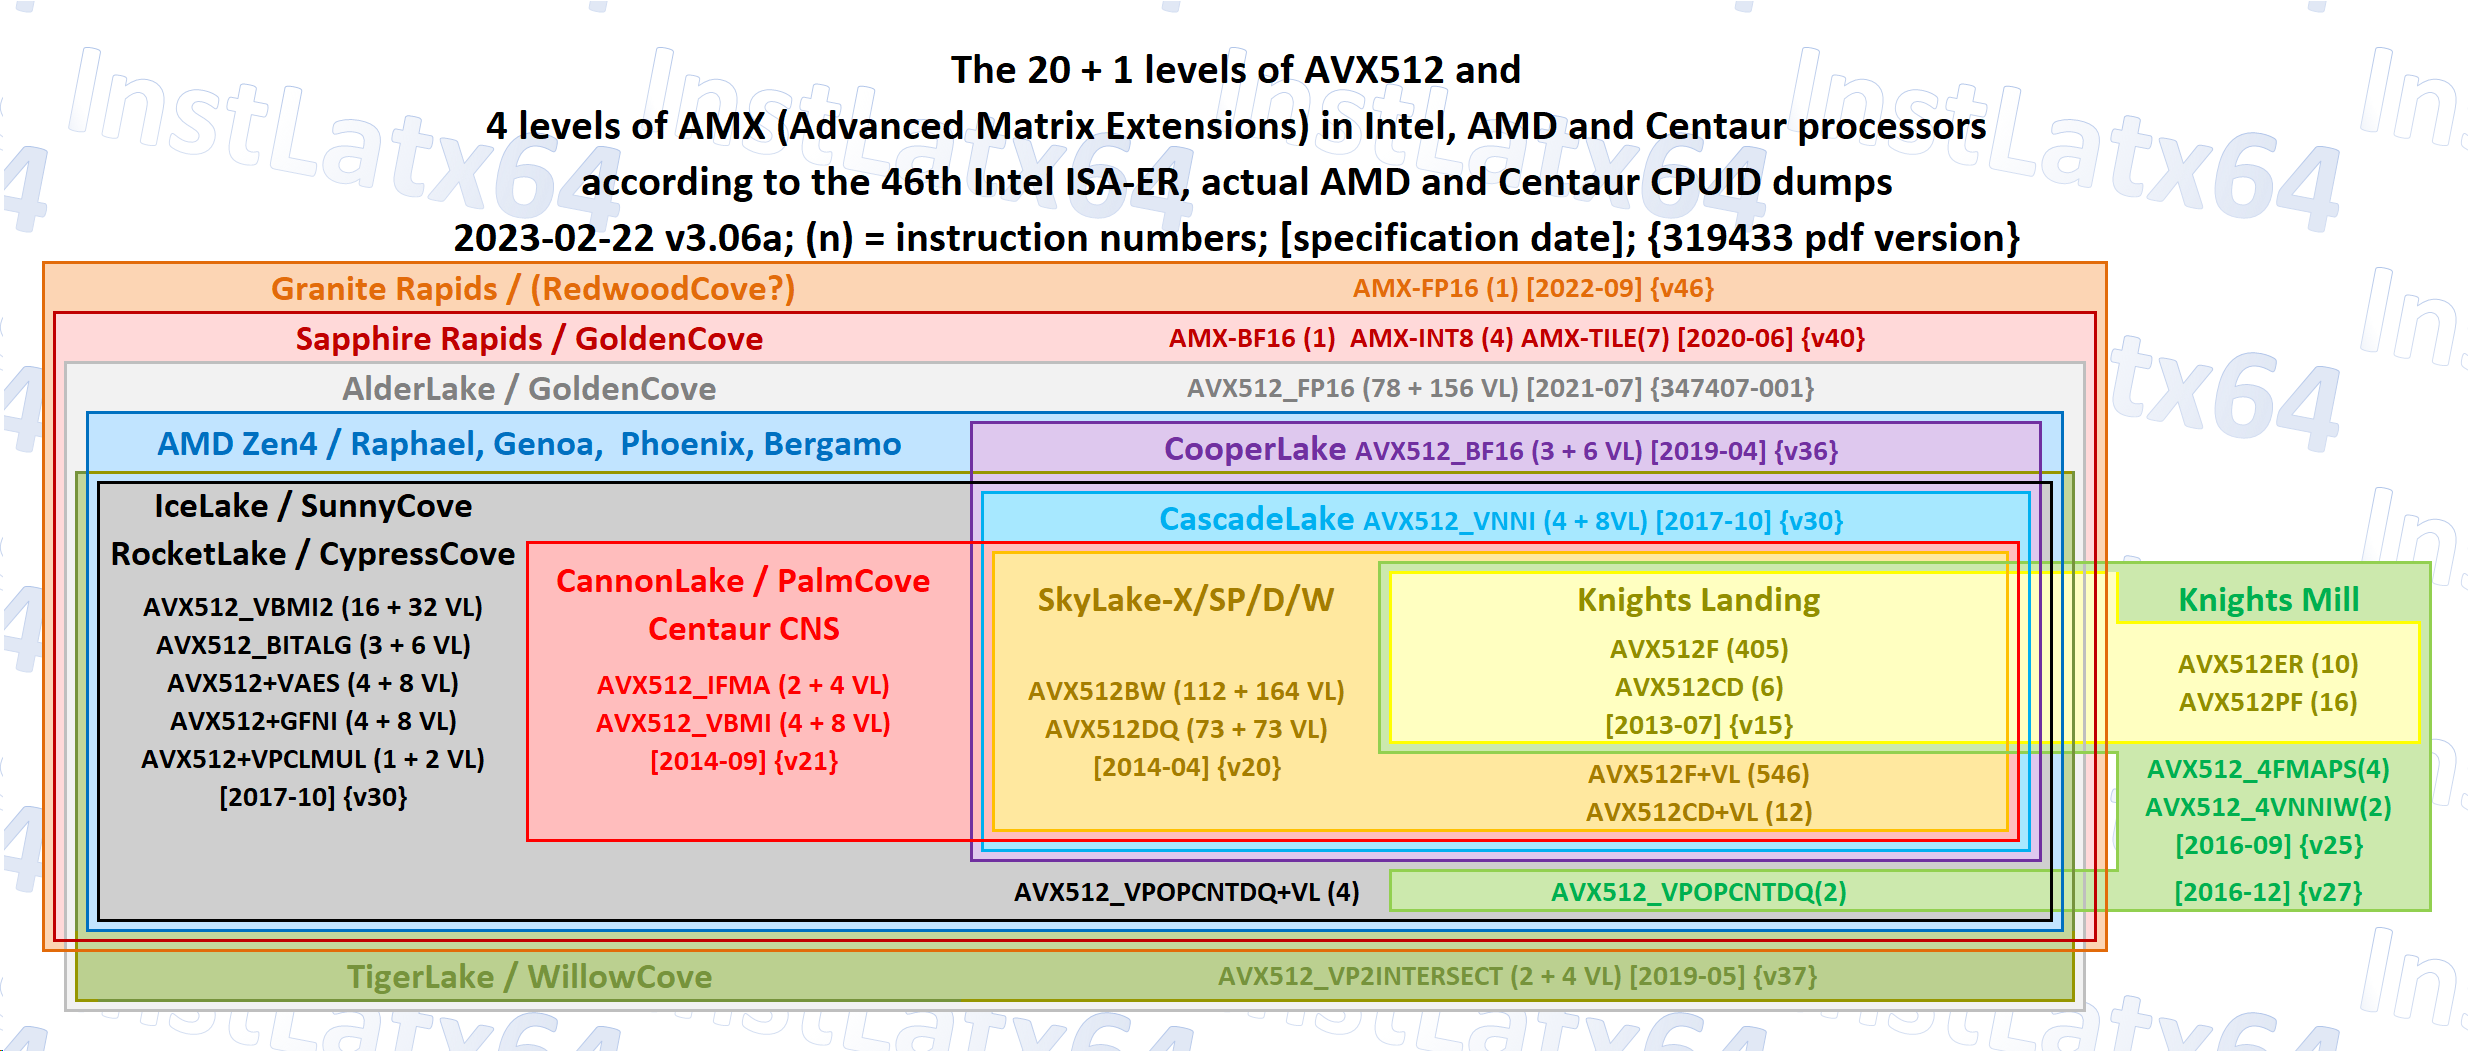 The 20 + 1 levels of AVX512 and
4 levels of AMX (Advanced Matrix Extensions) in Intel, AMD and Centaur processors
according to the 46th Intel ISA-ER, actual AMD and Centaur CPUID dumps
2023-02-22 v3.06a; (n) = instruction numbers; [specification date]; {319433 pdf version}
Granite Rapids / (RedwoodCove?)
AMX-FP16 (1) [2022-09] {v46}
Sapphire Rapids / GoldenCove
AMX-BF16 (1) AMX-INT8 (4) AMX-TILE(7) [2020-06] {v40}
AlderLake / GoldenCove
AVX512_FP16 (78 + 156 VL) [2021-07] {347407-001}
AMD Zen4 / Raphael, Genoa, Phoenix, Bergamo
CooperLake AVX512_BF16 (3 + 6 VL) [2019-04] {v36}
IceLake / SunnyCove
RocketLake / CypressCove
AVX512_VBMI2 (16 + 32 VL)
AVX512_BITALG (3 + 6 VL)
AVX512+VAES (4 + 8 VL)
AVX512+GFNI (4 + 8 VL)
AVX512+VPCLMUL (1 + 2 VL)
[2017-10] {v30}
CascadeLake AVX512_VNNI (4 + 8VL) [2017-10] {v30}
CannonLake / PalmCove
Centaur CNS
AVX512_IFMA (2 + 4 VL)
AVX512_VBMI (4 + 8 VL)
[2014-09] {v21}
SkyLake-X/SP/D/W
AVX512BW (112 + 164 VL)
AVX512DQ (73 + 73 VL)
[2014-04] {v20}
Knights Landing
AVX512F (405)
AVX512CD (6)
[2013-07] {v15}
AVX512F+VL (546)
AVX512CD+VL (12)
Knights Mill
AVX512ER (10)
AVX512PF (16)
AVX512_4FMAPS(4)
AVX512_4VNNIW(2)
[2016-09] {v25}
AVX512_VPOPCNTDQ+VL (4)
AVX512_VPOPCNTDQ(2)
[2016-12] {v27}
TigerLake / WillowCove
AVX512_VP2INTERSECT (2 + 4 VL) [2019-05] {v37}
InstLatx64
InstLatx64
InstLatx64
InstLatx64